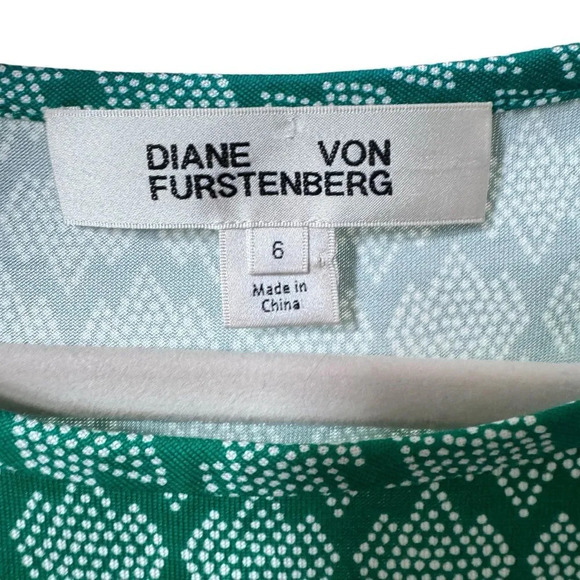 DIANE VON
FURSTENBERG
6
Made in
China